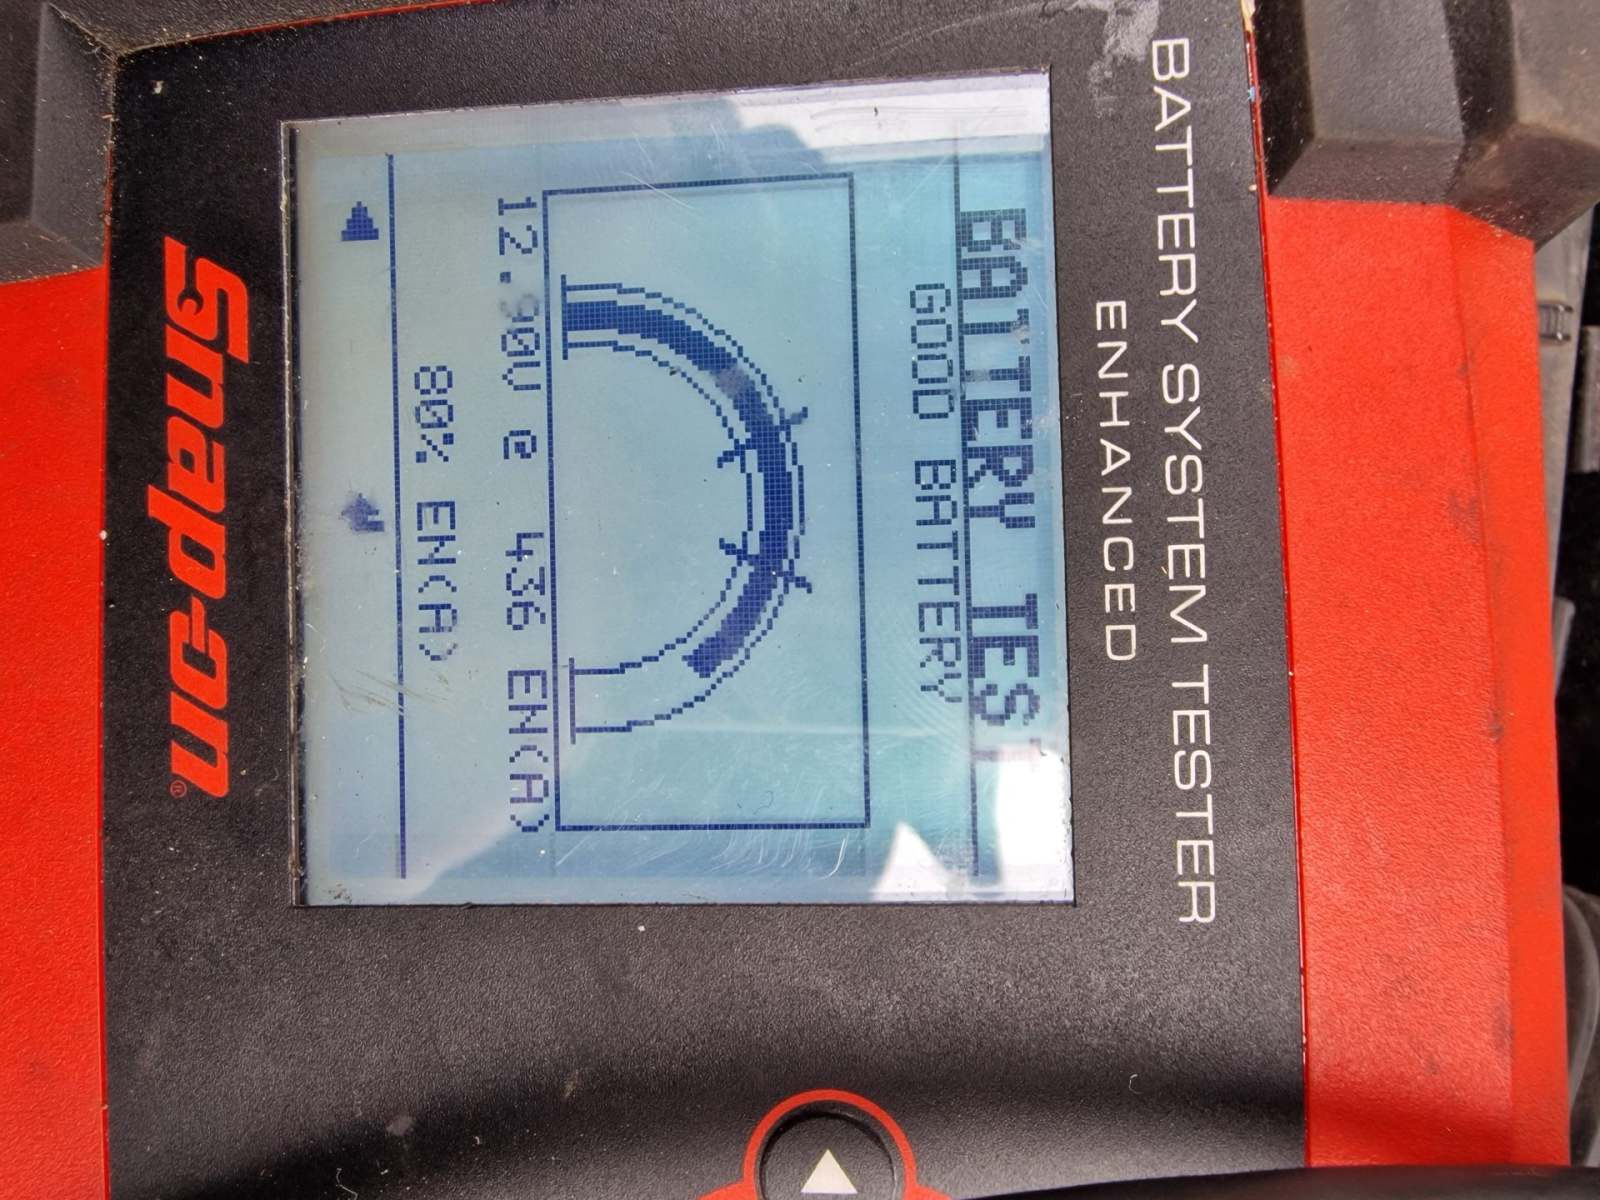 BATTERY SYSTEM TESTER
ENHANCED
BATTERY TEST
GOOD BATTERY
12.90V @ 436 EN(A)
80% EN(A)
Snap-on®